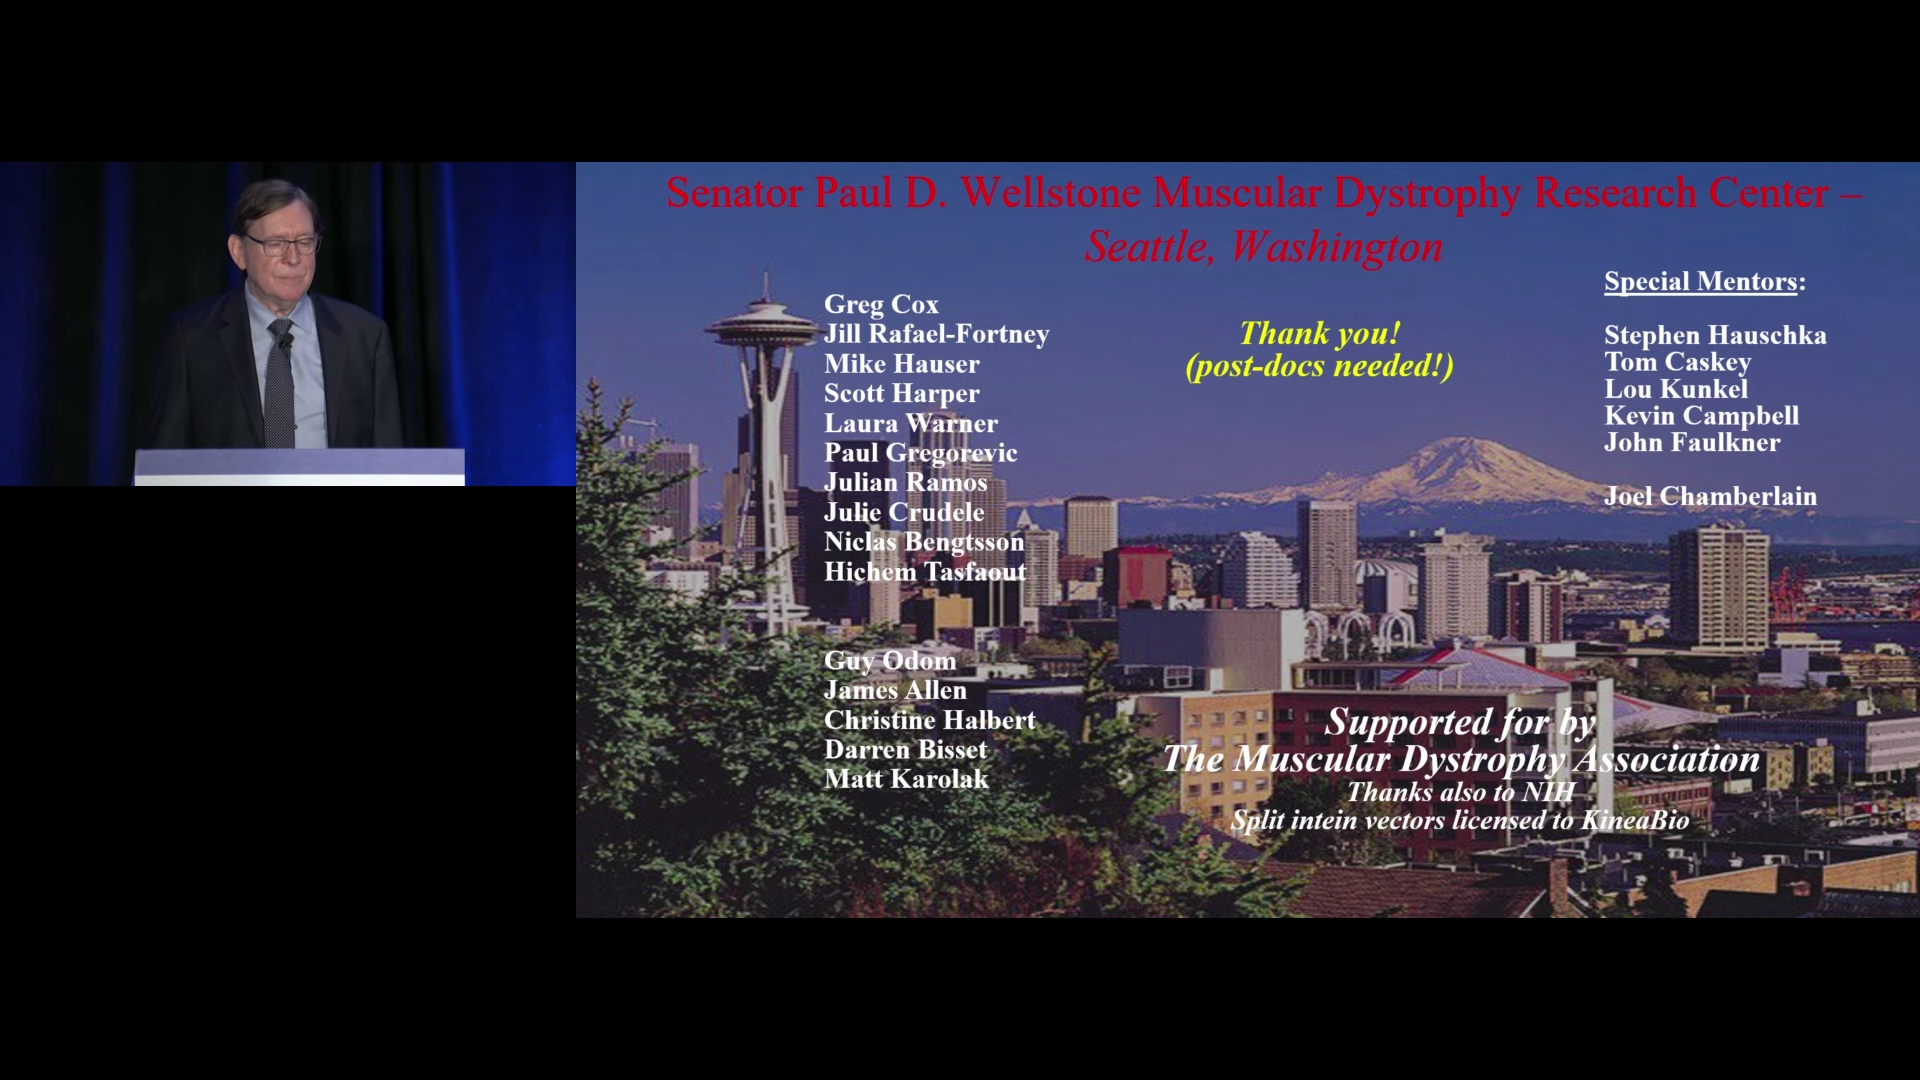 Senator Paul D. Wellstone Muscular Dystrophy Research Center –
Seattle, Washington
Greg Cox
Jill Rafael-Fortney
Mike Hauser
Scott Harper
Laura Warner
Paul Gregorevic
Julian Ramos
Julie Crudele
Niclas Bengtsson
Hichem Tasfaout
Guy Odom
James Allen
Christine Halbert
Darren Bisset
Matt Karolak
Thank you!
(post-docs needed!)
Special Mentors:
Stephen Hauschka
Tom Caskey
Lou Kunkel
Kevin Campbell
John Faulkner
Joel Chamberlain
Supported for by
The Muscular Dystrophy Association
Thanks also to NIH
Split intein vectors licensed to KineaBio